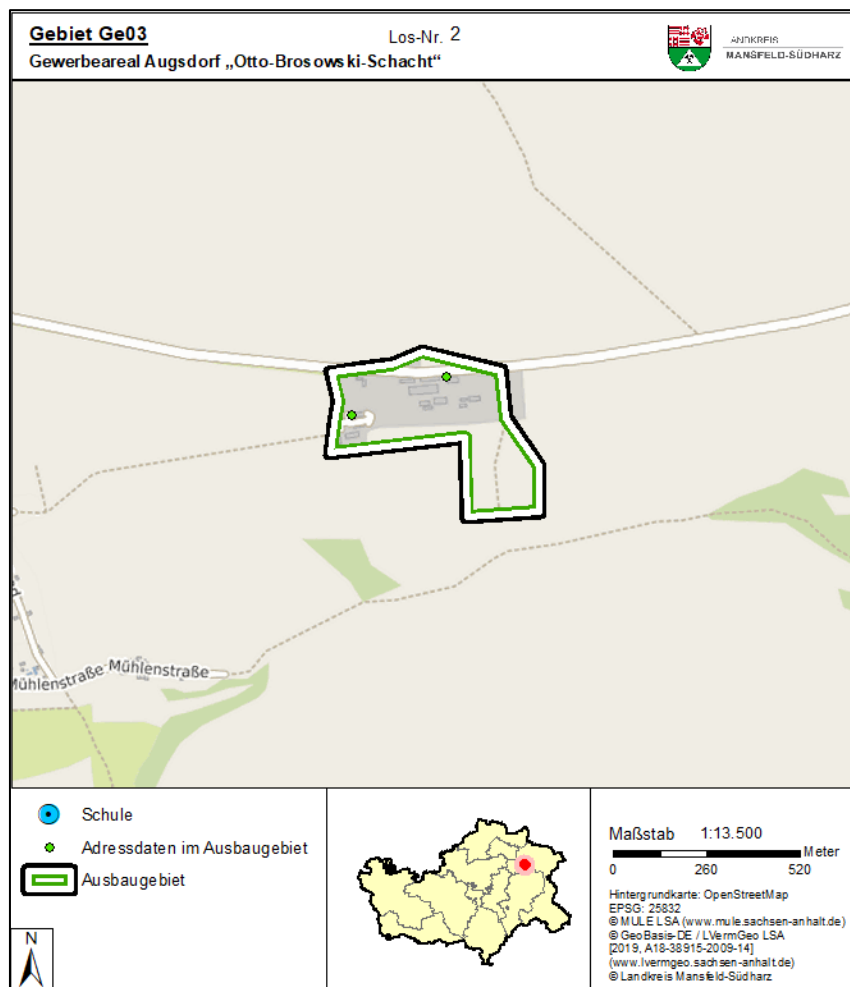 Gebiet Ge03
Los-Nr. 2
Gewerbeareal Augsdorf „Otto-Brosowski-Schacht“
ANDKREIS
MANSFELD-SÜDHARZ
Mühlenstraße Mühlenstraße
Schule
Adressdaten im Ausbaugebiet
Ausbaugebiet
N
Maßstab 1:13.500
Meter
0 260 520
Hintergrundkarte: OpenStreetMap
EPSG: 25832
© MULE LSA (www.mule.sachsen-anhalt.de)
© GeoBasis-DE / LVermGeo LSA
[2019, A18-38915-2009-14]
(www.lvermgeo.sachsen-anhalt.de)
© Landkreis Mansfeld-Südharz